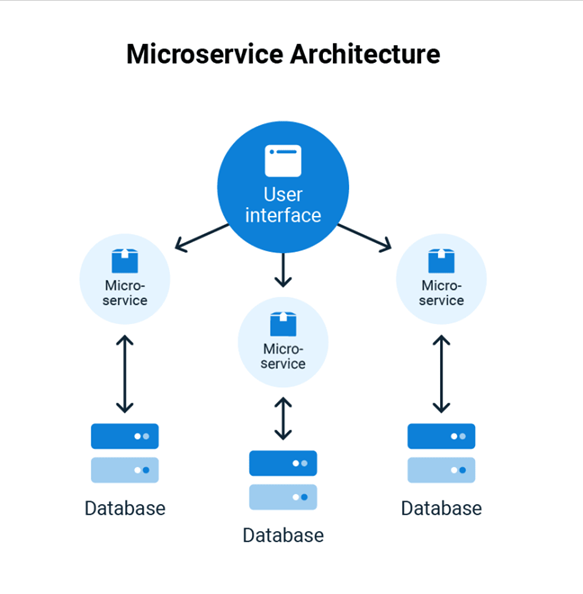 Microservice Architecture
User
interface
Micro-
service
Micro-
service
Micro-
service
Database
Database
Database